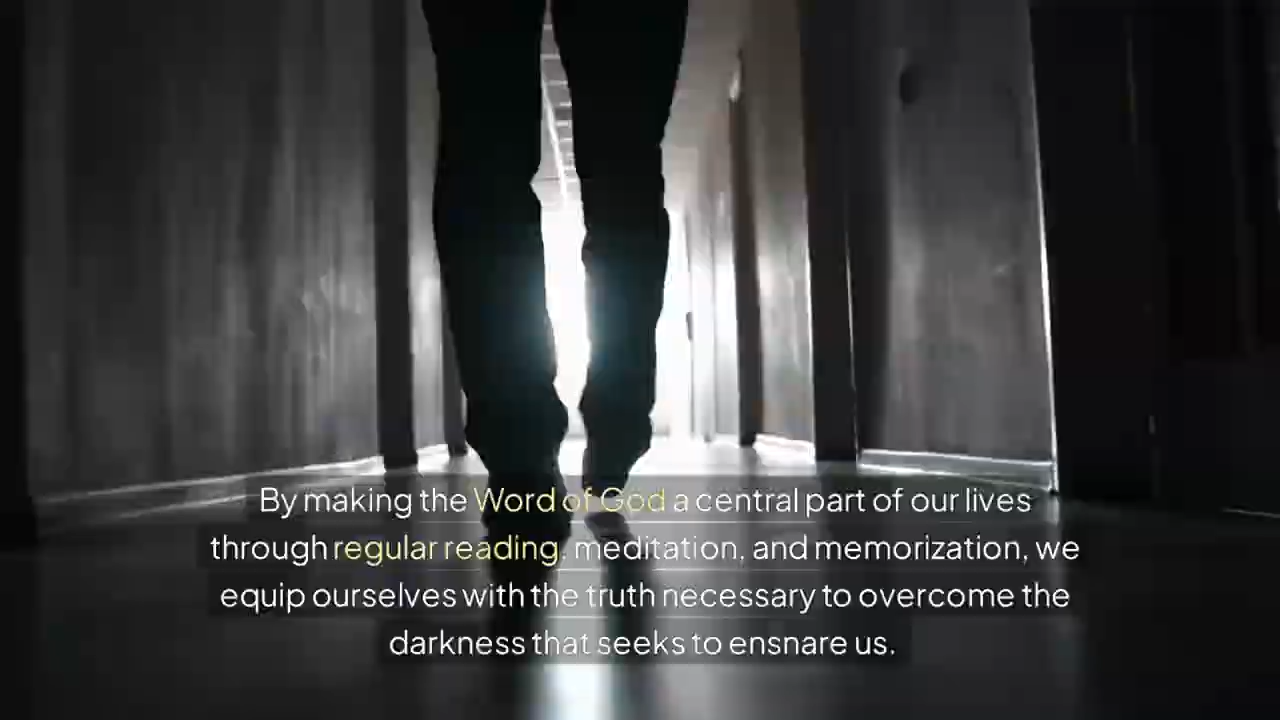 By making the Word of God a central part of our lives
through regular reading, meditation, and memorization, we
equip ourselves with the truth necessary to overcome the
darkness that seeks to ensnare us.